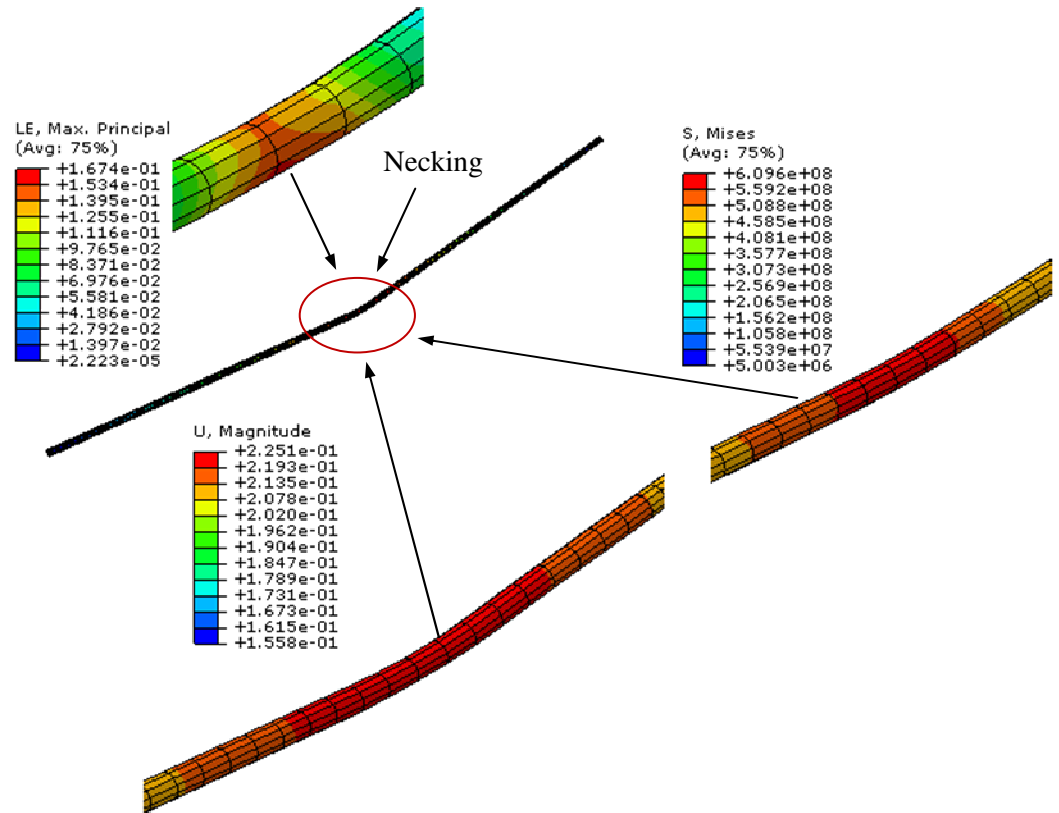 LE, Max. Principal
(Avg: 75%)
+1.674e-01
+1.534e-01
+1.395e-01
+1.255e-01
+1.116e-01
+9.765e-02
+8.371e-02
+6.976e-02
+5.581e-02
+4.186e-02
+2.792e-02
+1.397e-02
+2.223e-05
Necking
S, Mises
(Avg: 75%)
+6.096e+08
+5.592e+08
+5.088e+08
+4.585e+08
+4.081e+08
+3.577e+08
+3.073e+08
+2.569e+08
+2.065e+08
+1.562e+08
+1.058e+08
+5.539e+07
+5.003e+06
U, Magnitude
+2.251e-01
+2.193e-01
+2.135e-01
+2.078e-01
+2.020e-01
+1.962e-01
+1.904e-01
+1.847e-01
+1.789e-01
+1.731e-01
+1.673e-01
+1.615e-01
+1.558e-01